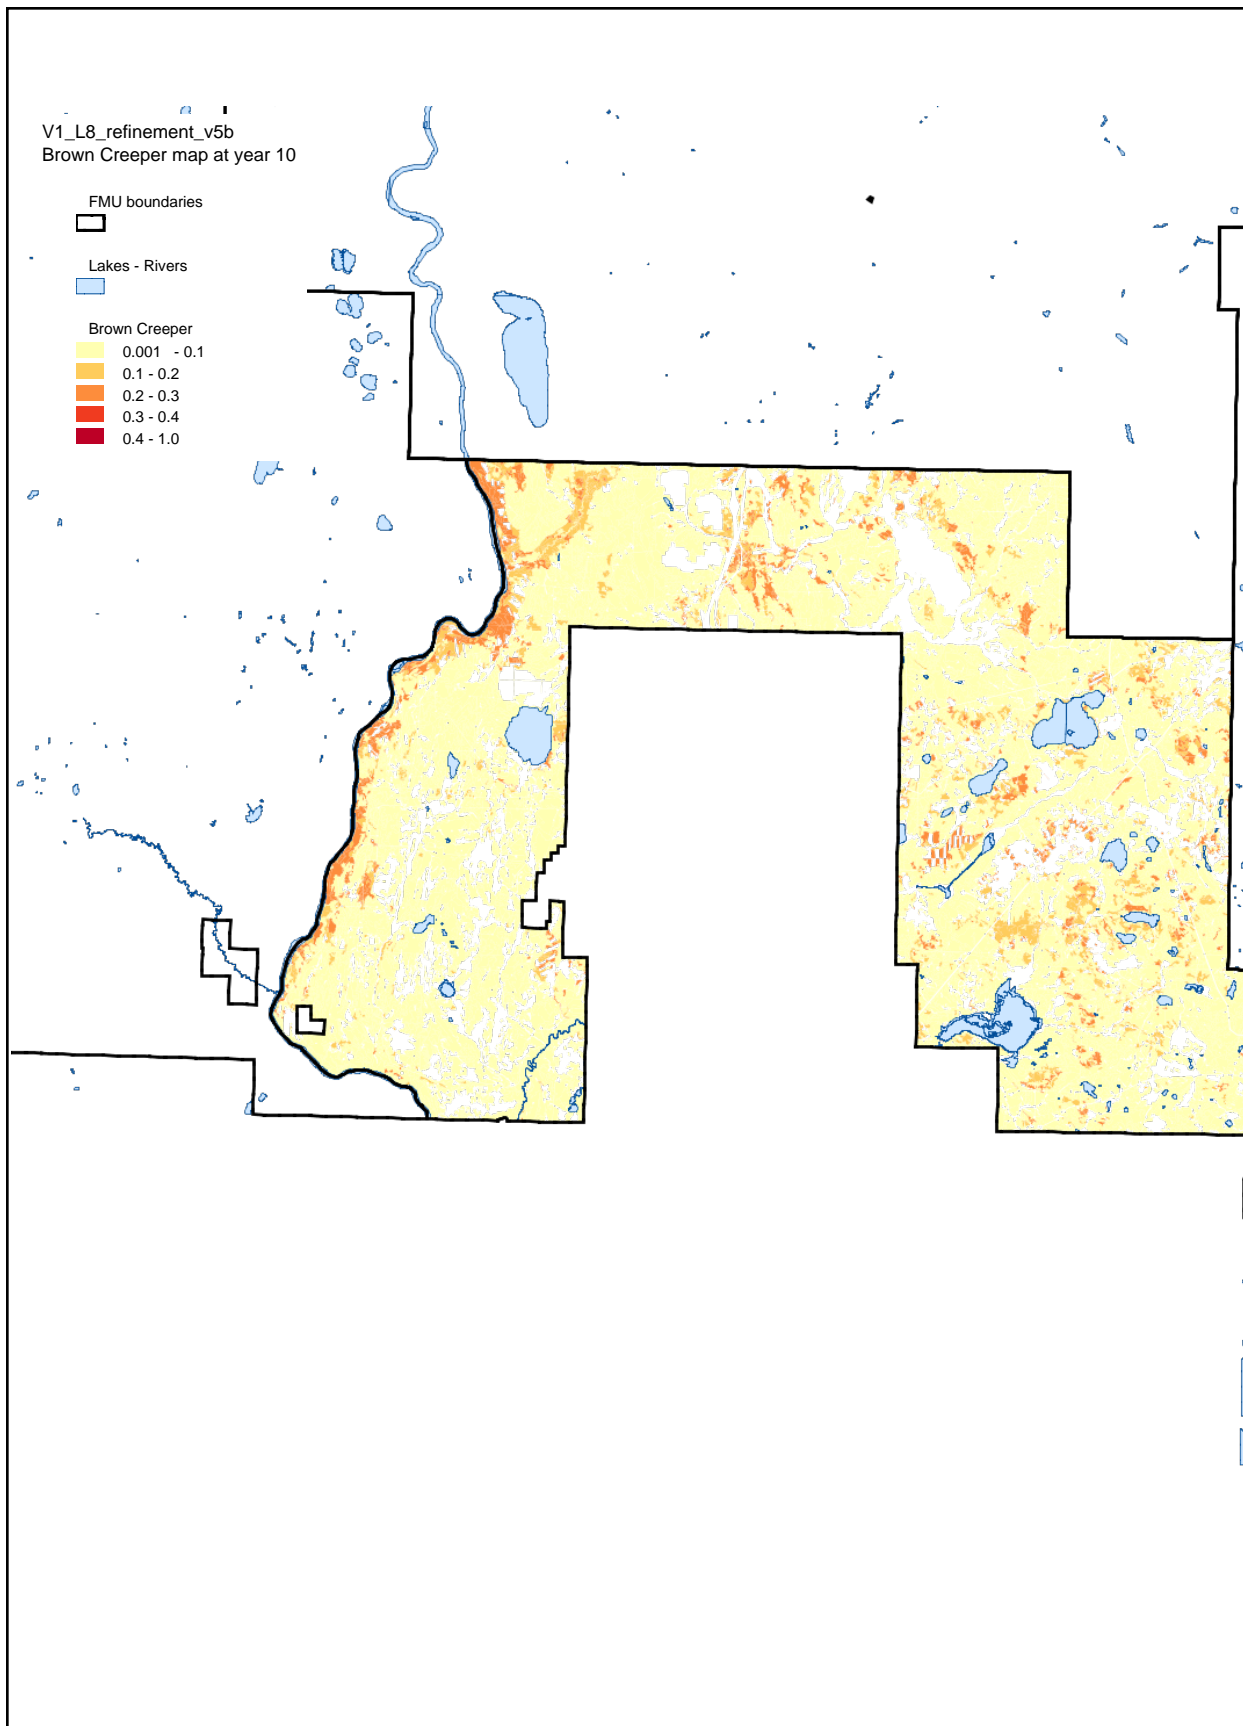 V1_L8_refinement_v5b
Brown Creeper map at year 10
FMU boundaries
Lakes - Rivers
Brown Creeper
0.001 - 0.1
0.1 - 0.2
0.2 - 0.3
0.3 - 0.4
0.4 - 1.0